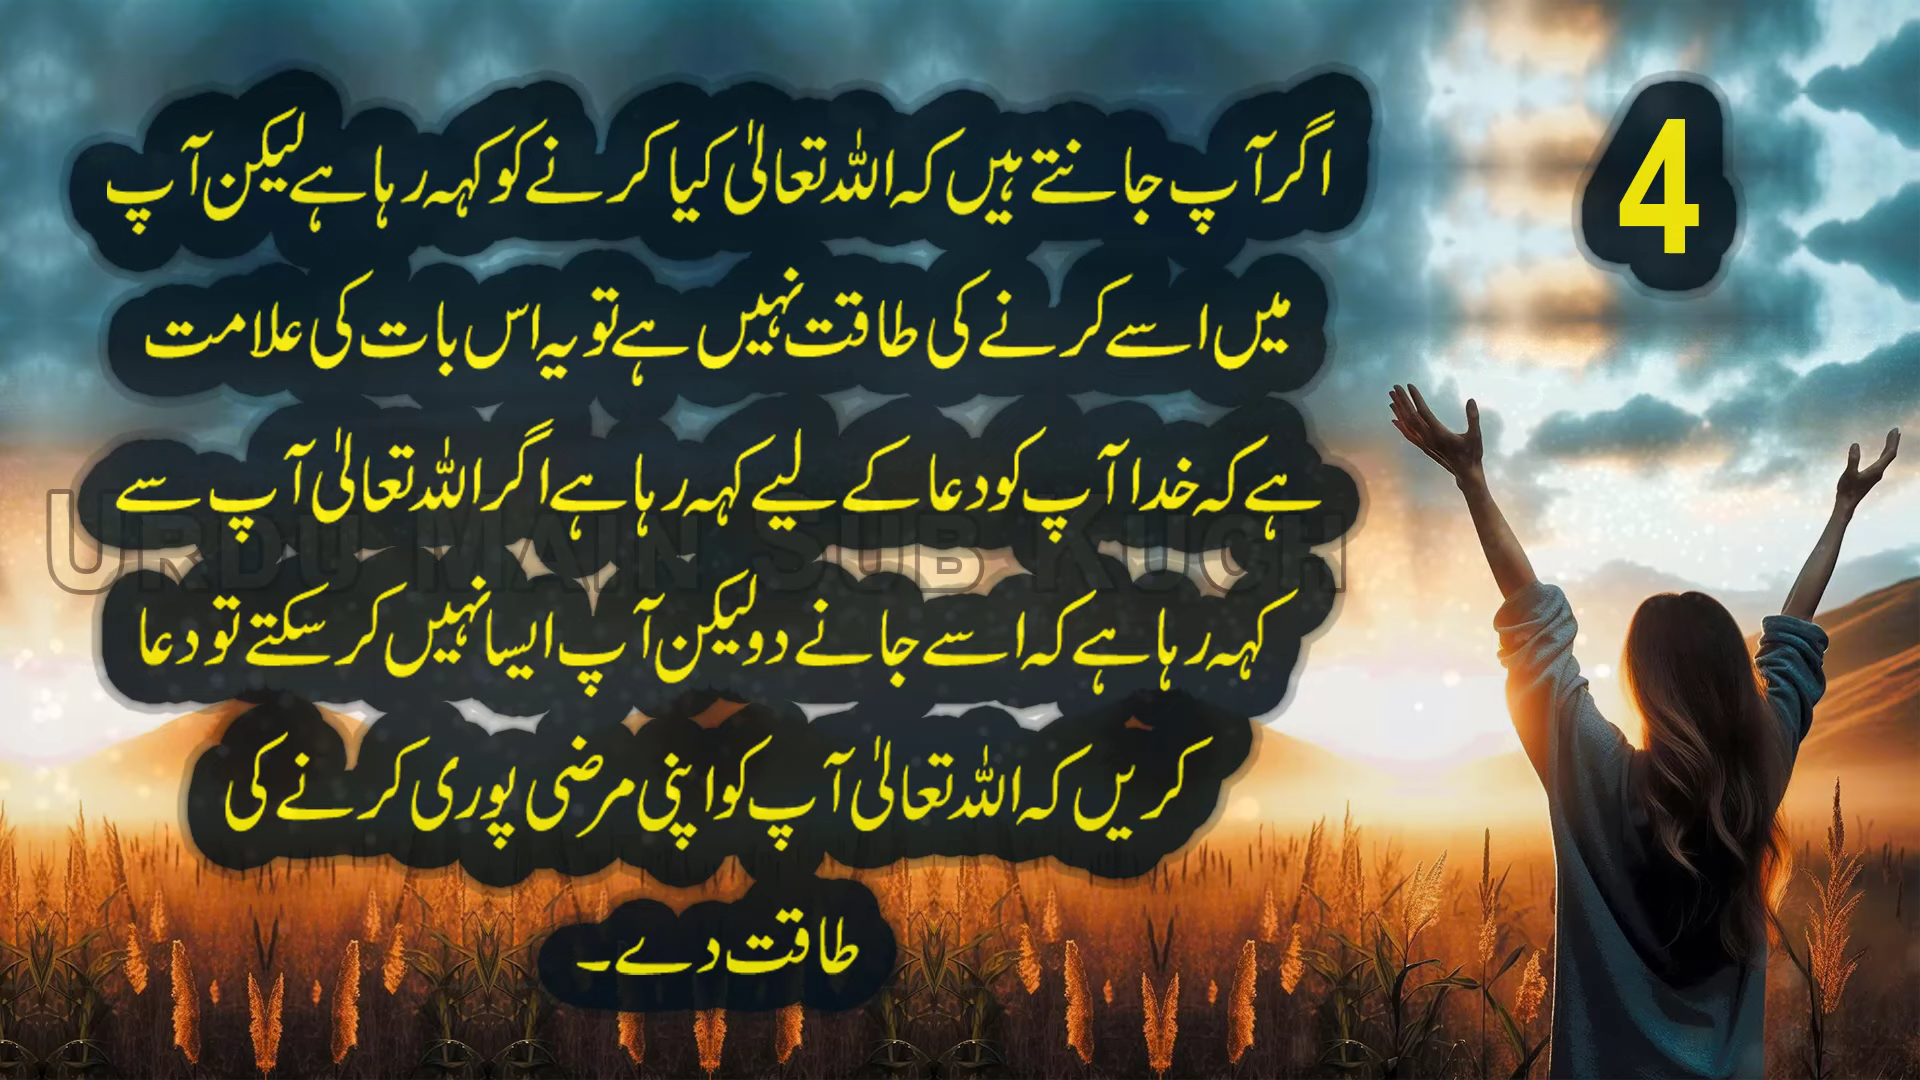 4
اگر آپ جانتے ہیں کہ اللہ تعالیٰ کیا کرنے کو کہہ رہا ہے لیکن آپ
میں اسے کرنے کی طاقت نہیں ہے تو یہ اس بات کی علامت
ہے کہ خدا آپ کو دعا کے لیے کہہ رہا ہے اگر اللہ تعالیٰ آپ سے
کہہ رہا ہے کہ اسے جانے دو لیکن آپ ایسا نہیں کر سکتے تو دعا
کریں کہ اللہ تعالیٰ آپ کو اپنی مرضی پوری کرنے کی
طاقت دے۔
URDU MAIN SUB KUCH